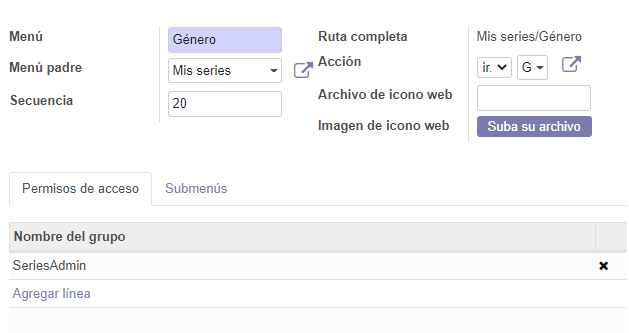 Menú Género Ruta completa Mis series/Género
Menú padre Mis series Acción ir. G
Secuencia 20 Archivo de icono web
Imagen de icono web Suba su archivo
Permisos de acceso Submenús
Nombre del grupo
SeriesAdmin
Agregar línea